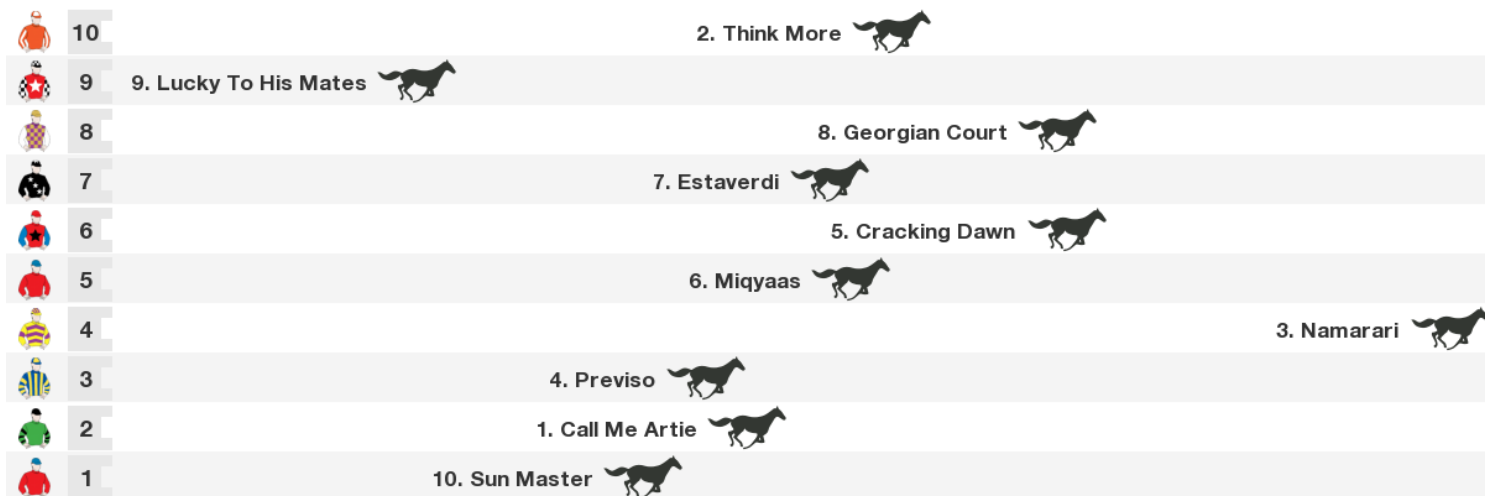 10 2. Think More
9 9. Lucky To His Mates
8 8. Georgian Court
7 7. Estaverdi
6 5. Cracking Dawn
5 6. Miqyaas
4 3. Namarari
3 4. Previso
2 1. Call Me Artie
1 10. Sun Master